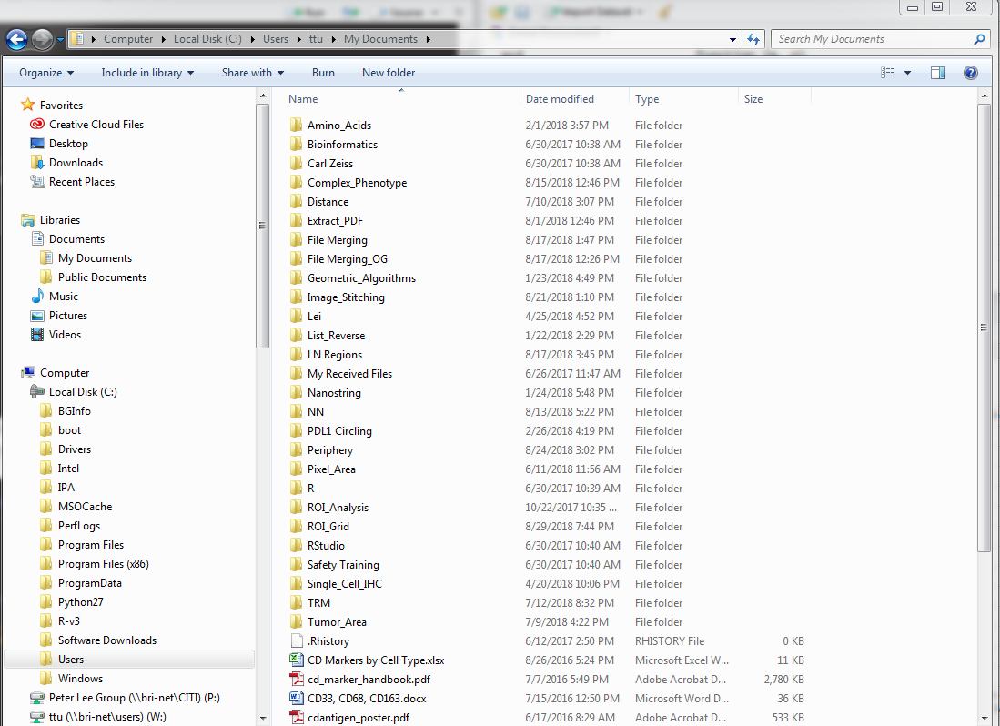 Computer Local Disk (C:) Users ttu My Documents
Search My Documents
Organize Include in library Share with Burn New folder
Favorites
Creative Cloud Files
Desktop
Downloads
Recent Places
Libraries
Documents
My Documents
Public Documents
Music
Pictures
Videos
Computer
Local Disk (C:)
BGInfo
boot
Drivers
Intel
IPA
MSOCache
PerfLogs
Program Files
Program Files (x86)
ProgramData
Python27
R-v3
Software Downloads
Users
Windows
Peter Lee Group (\\bri-net\CITI) (P:)
ttu (\\bri-net\users) (W:)
Name Date modified Type Size
Amino_Acids 2/1/2018 3:57 PM File folder
Bioinformatics 6/30/2017 10:38 AM File folder
Carl Zeiss 6/30/2017 10:38 AM File folder
Complex_Phenotype 8/15/2018 12:46 PM File folder
Distance 7/10/2018 3:07 PM File folder
Extract_PDF 8/1/2018 12:46 PM File folder
File Merging 8/17/2018 1:47 PM File folder
File Merging_OG 8/17/2018 12:26 PM File folder
Geometric_Algorithms 1/23/2018 4:49 PM File folder
Image_Stitching 8/21/2018 1:10 PM File folder
Lei 4/25/2018 4:52 PM File folder
List_Reverse 1/22/2018 2:29 PM File folder
LN Regions 8/17/2018 3:45 PM File folder
My Received Files 6/26/2017 11:47 AM File folder
Nanostring 1/24/2018 5:48 PM File folder
NN 8/13/2018 5:22 PM File folder
PDL1 Circling 2/26/2018 4:19 PM File folder
Periphery 8/24/2018 3:02 PM File folder
Pixel_Area 6/11/2018 11:56 AM File folder
R 6/30/2017 10:39 AM File folder
ROI_Analysis 10/22/2017 10:35 ... File folder
ROI_Grid 8/29/2018 7:44 PM File folder
RStudio 6/30/2017 10:40 AM File folder
Safety Training 6/30/2017 10:40 AM File folder
Single_Cell_IHC 4/20/2018 10:06 PM File folder
TRM 7/12/2018 8:32 PM File folder
Tumor_Area 7/9/2018 4:22 PM File folder
.Rhistory 6/12/2017 2:50 PM RHISTORY File 0 KB
CD Markers by Cell Type.xlsx 8/26/2016 5:24 PM Microsoft Excel W... 11 KB
cd_marker_handbook.pdf 7/7/2016 5:49 PM Adobe Acrobat D... 2,780 KB
CD33, CD68, CD163.docx 7/15/2016 12:50 PM Microsoft Word D... 36 KB
cdantigen_poster.pdf 6/17/2016 8:29 AM Adobe Acrobat D... 533 KB